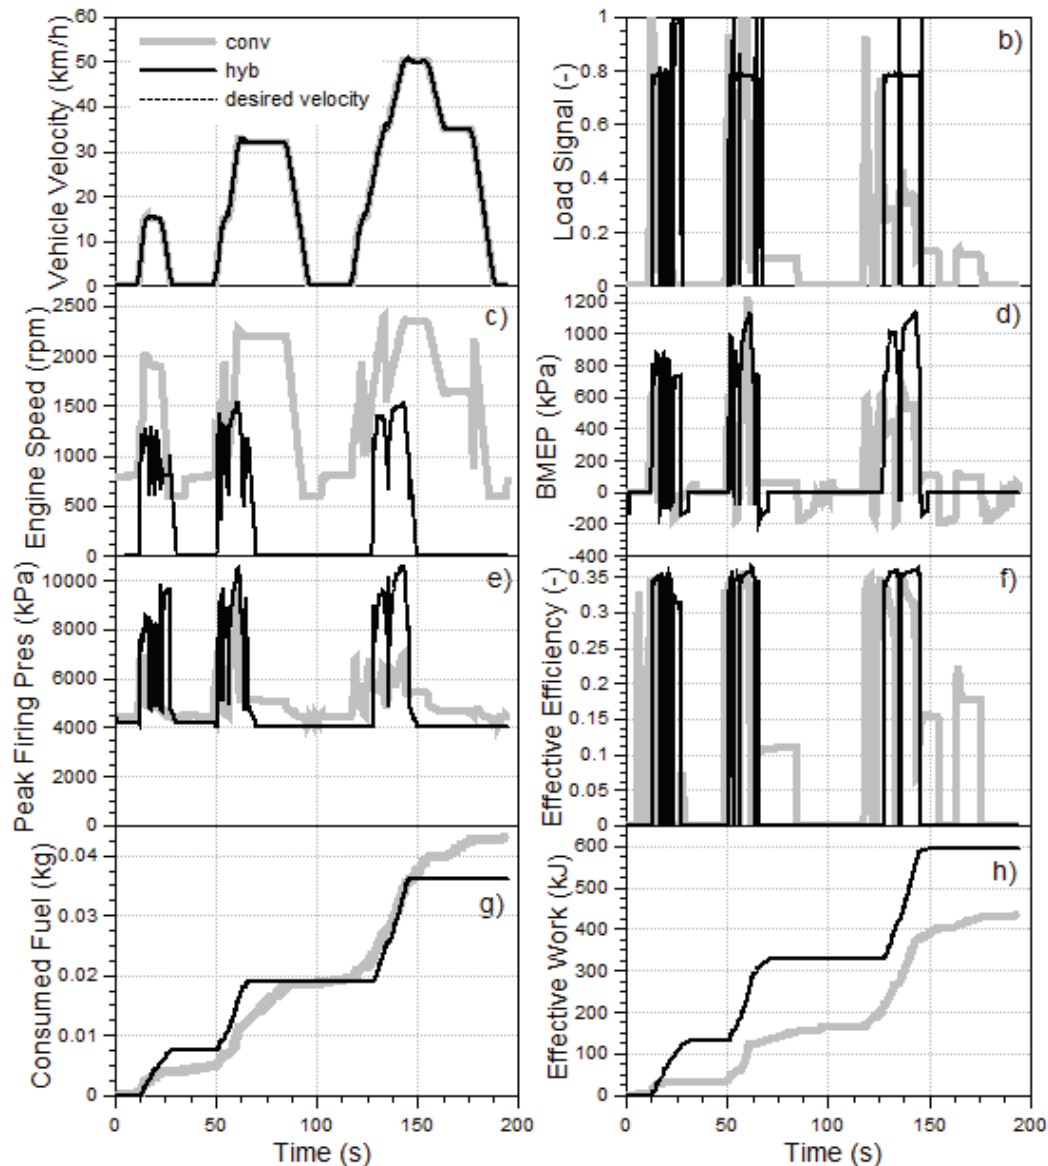 60
50
40
30
20
10
0
Vehicle Velocity (km/h)
conv
hyb
desired velocity
1
0.8
0.6
0.4
0.2
0
Load Signal (-)
b)
2500
2000
1500
1000
500
0
Engine Speed (rpm)
c)
1200
1000
800
600
400
200
0
-200
-400
BMEP (kPa)
d)
10000
8000
6000
4000
2000
0
Peak Firing Pres (kPa)
e)
0.35
0.3
0.25
0.2
0.15
0.1
0.05
0
Effective Efficiency (-)
f)
0.04
0.03
0.02
0.01
0
Consumed Fuel (kg)
g)
0 50 100 150 200
Time (s)
600
500
400
300
200
100
0
Effective Work (kJ)
h)
0 50 100 150 200
Time (s)